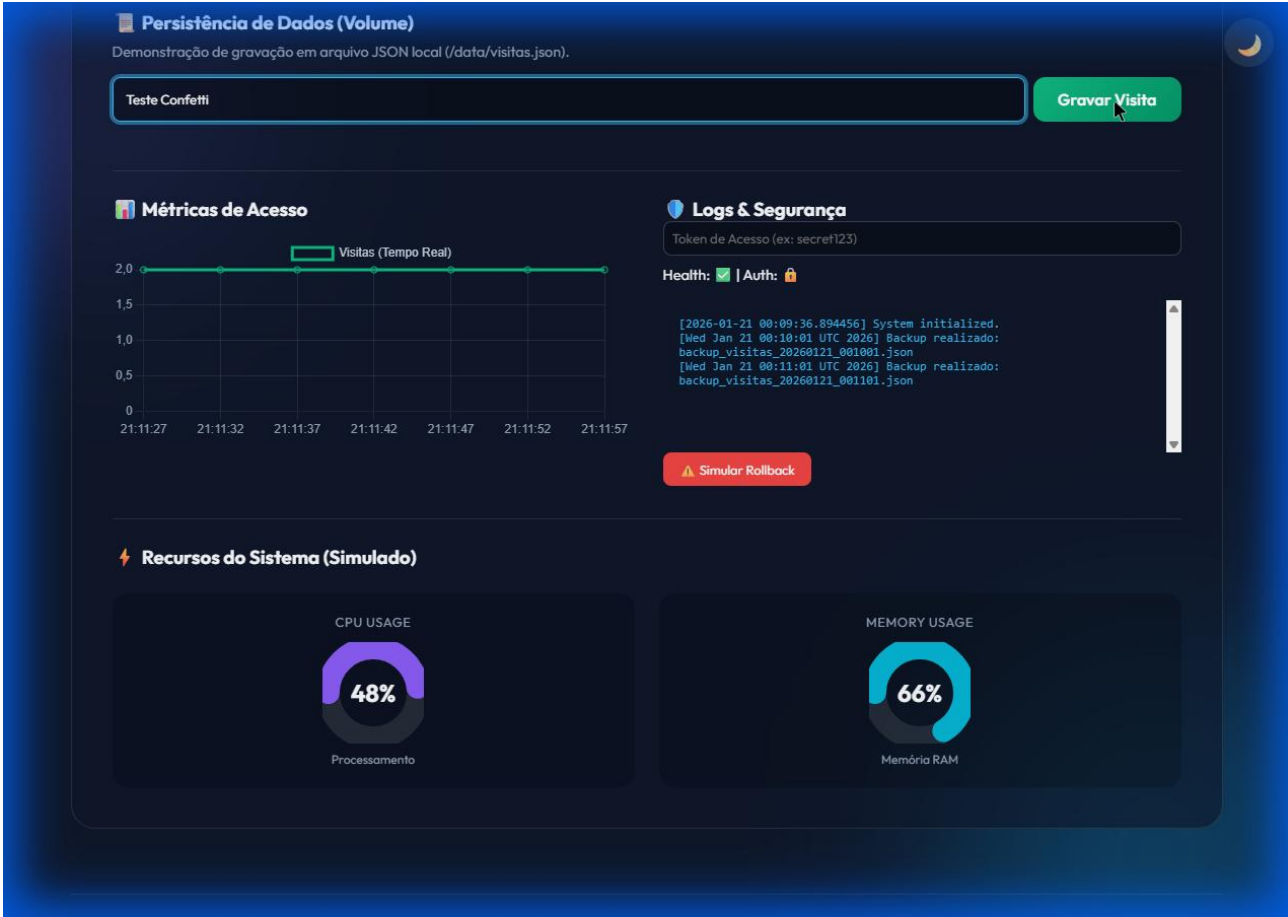 Persistência de Dados (Volume)
Demonstração de gravação em arquivo JSON local (/data/visitas.json).
Teste Confetti
Gravar Visita
Métricas de Acesso
Visitas (Tempo Real)
2,0
1,5
1,0
0,5
0
21:11:27 21:11:32 21:11:37 21:11:42 21:11:47 21:11:52 21:11:57
Logs & Segurança
Token de Acesso (ex: secret123)
Health: ✅ | Auth: 🔒
[2026-01-21 00:09:36.894456] System initialized.
[Wed Jan 21 00:10:01 UTC 2026] Backup realizado:
backup_visitas_20260121_001001.json
[Wed Jan 21 00:11:01 UTC 2026] Backup realizado:
backup_visitas_20260121_001101.json
Simular Rollback
Recursos do Sistema (Simulado)
CPU USAGE
48%
Processamento
MEMORY USAGE
66%
Memória RAM